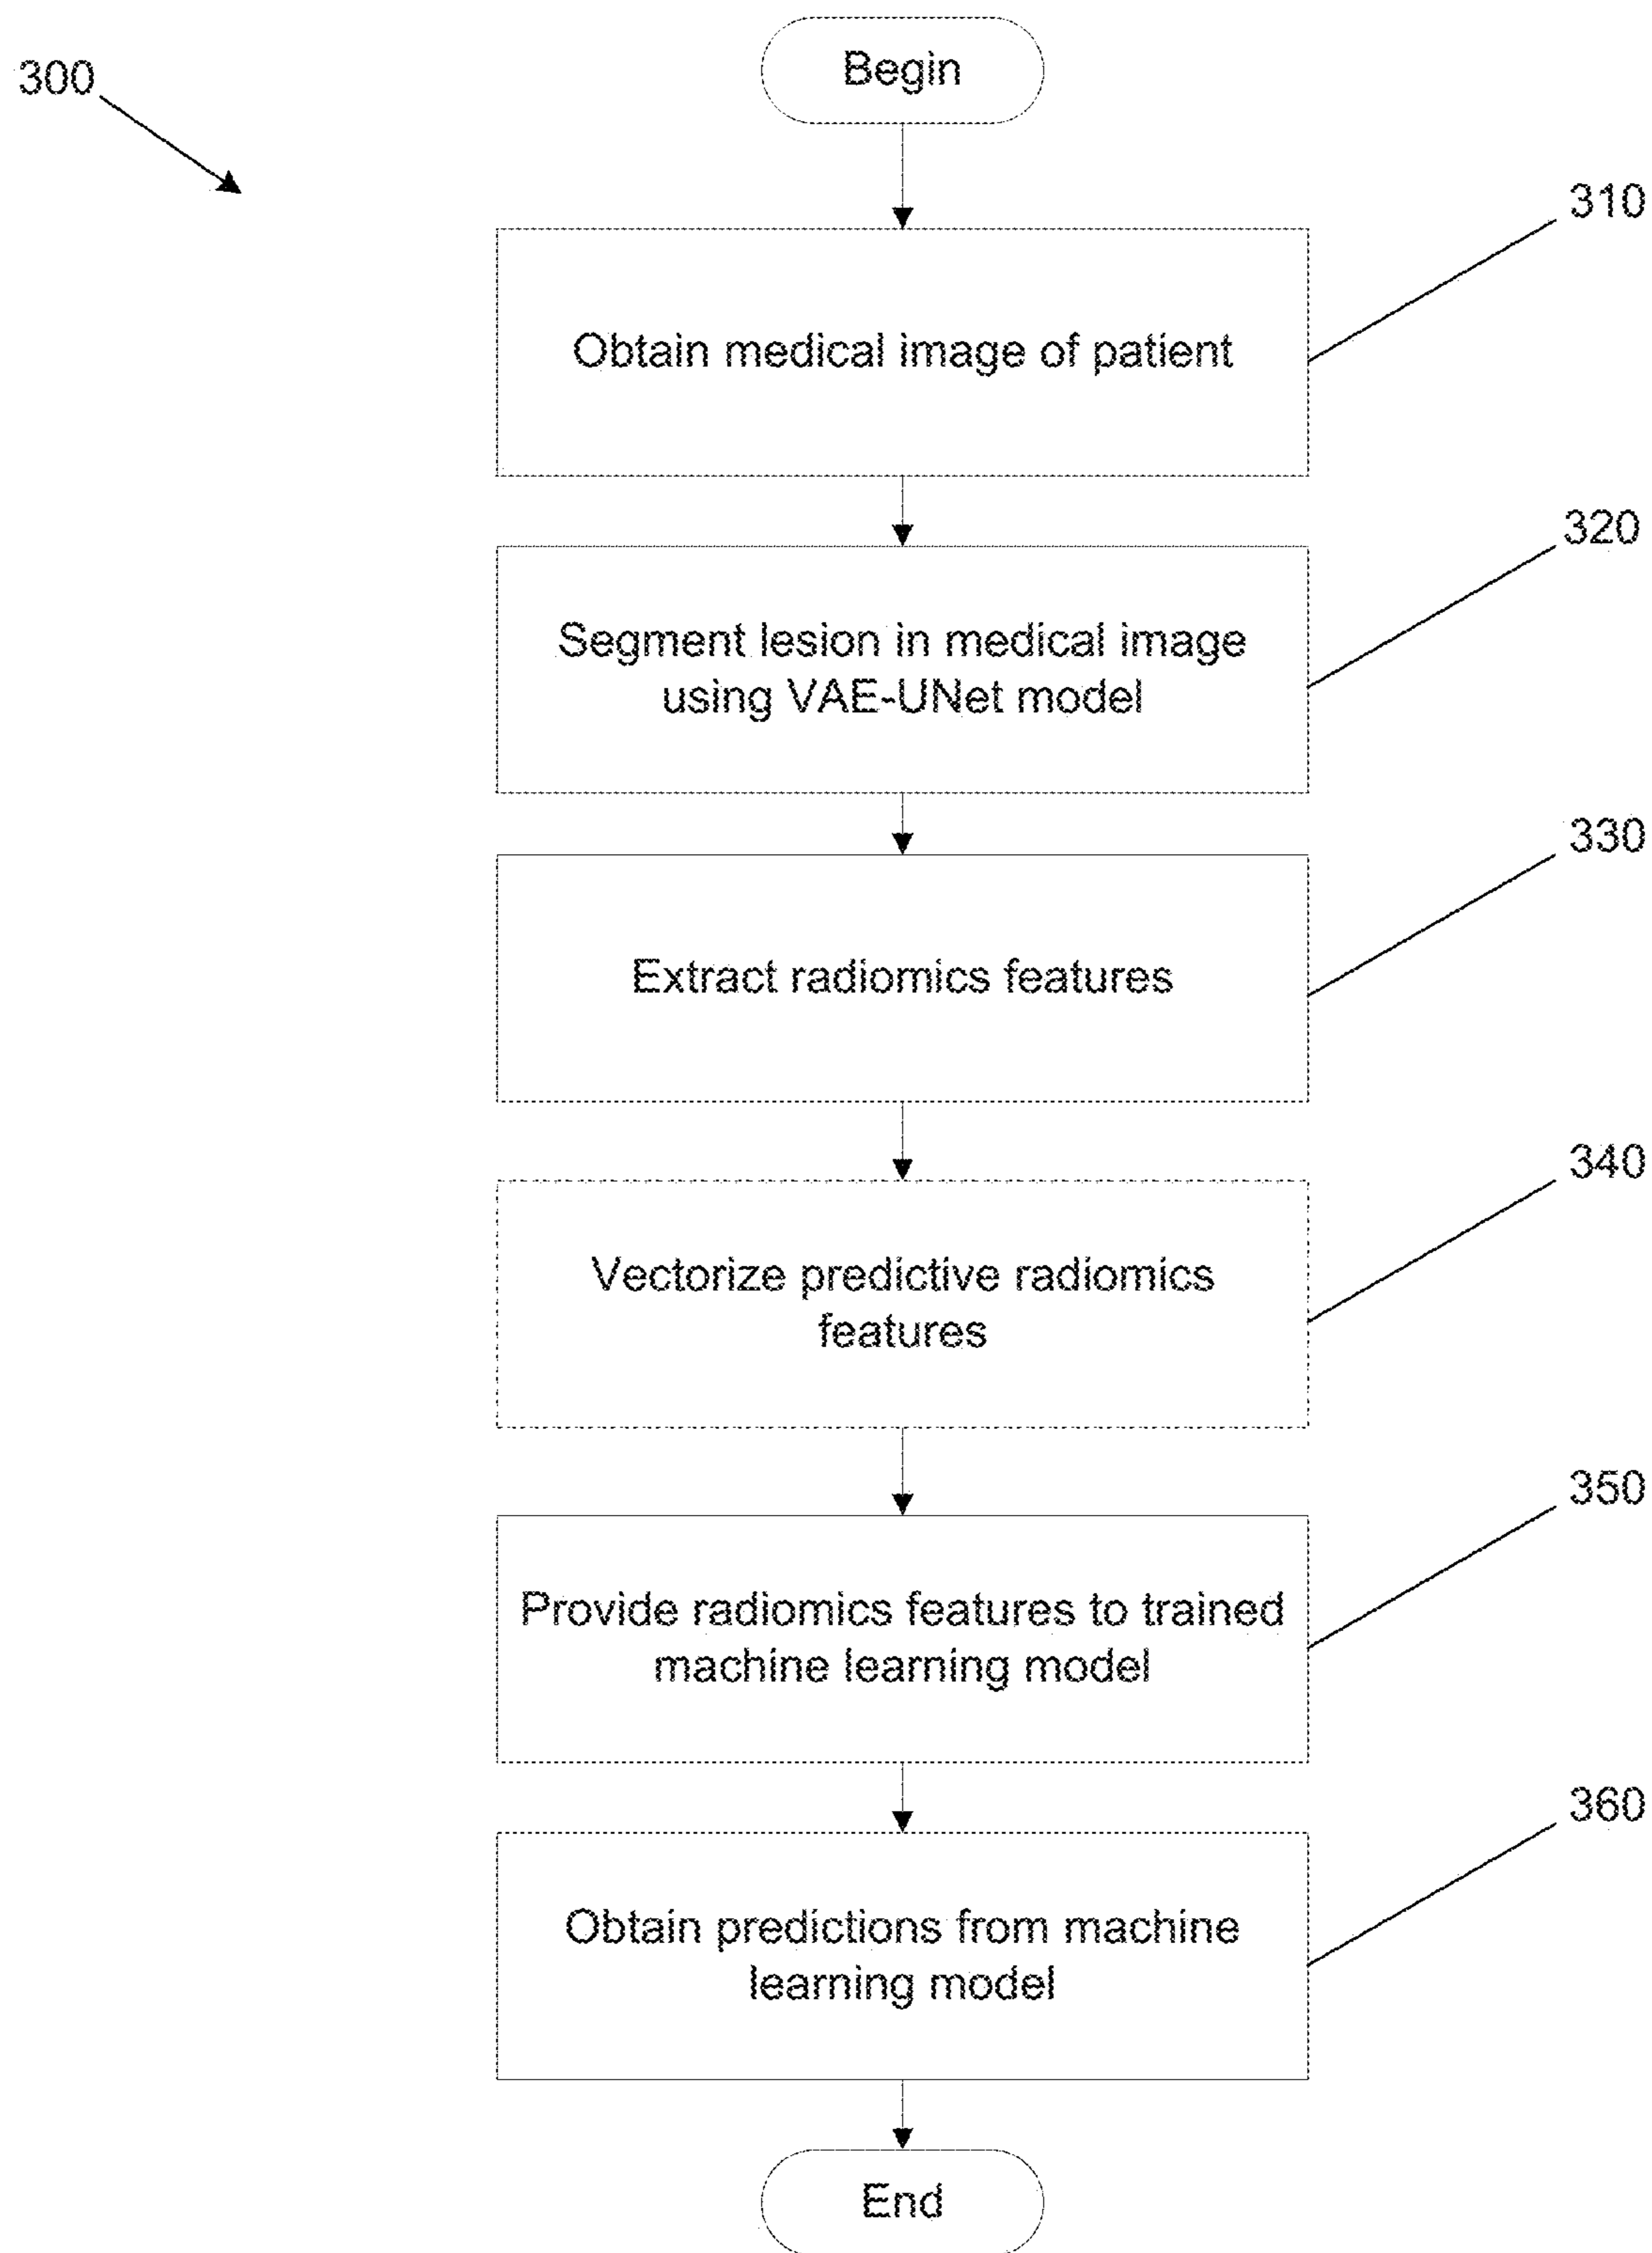 Begin
300
310
Obtain medical image of patient
320
Segment lesion in medical image
using VAE-UNet model
330
Extract radiomics features
340
Vectorize predictive radiomics
features
350
Provide radiomics features to trained
machine learning model
360
Obtain predictions from machine
learning model
End